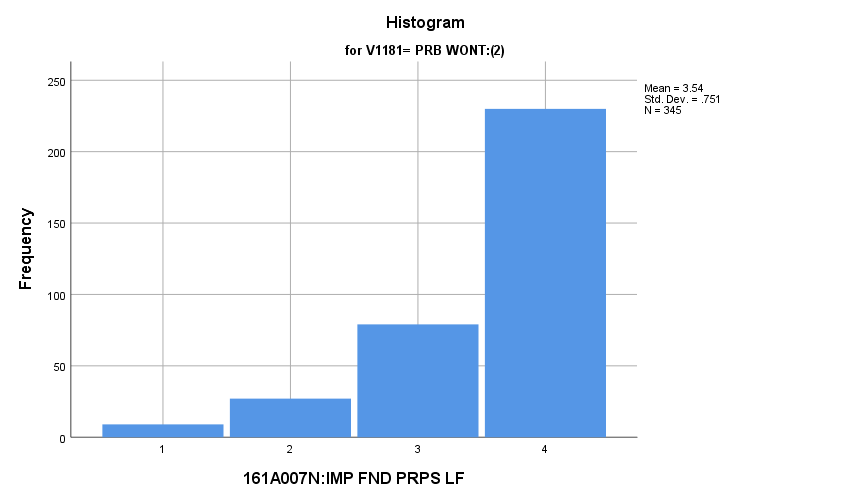 Histogram
for V1181= PRB WONT:(2)
Mean = 3.54
Std. Dev. = .751
N = 345
Frequency
250
200
150
100
50
0
1 2 3 4
161A007N:IMP FND PRPS LF